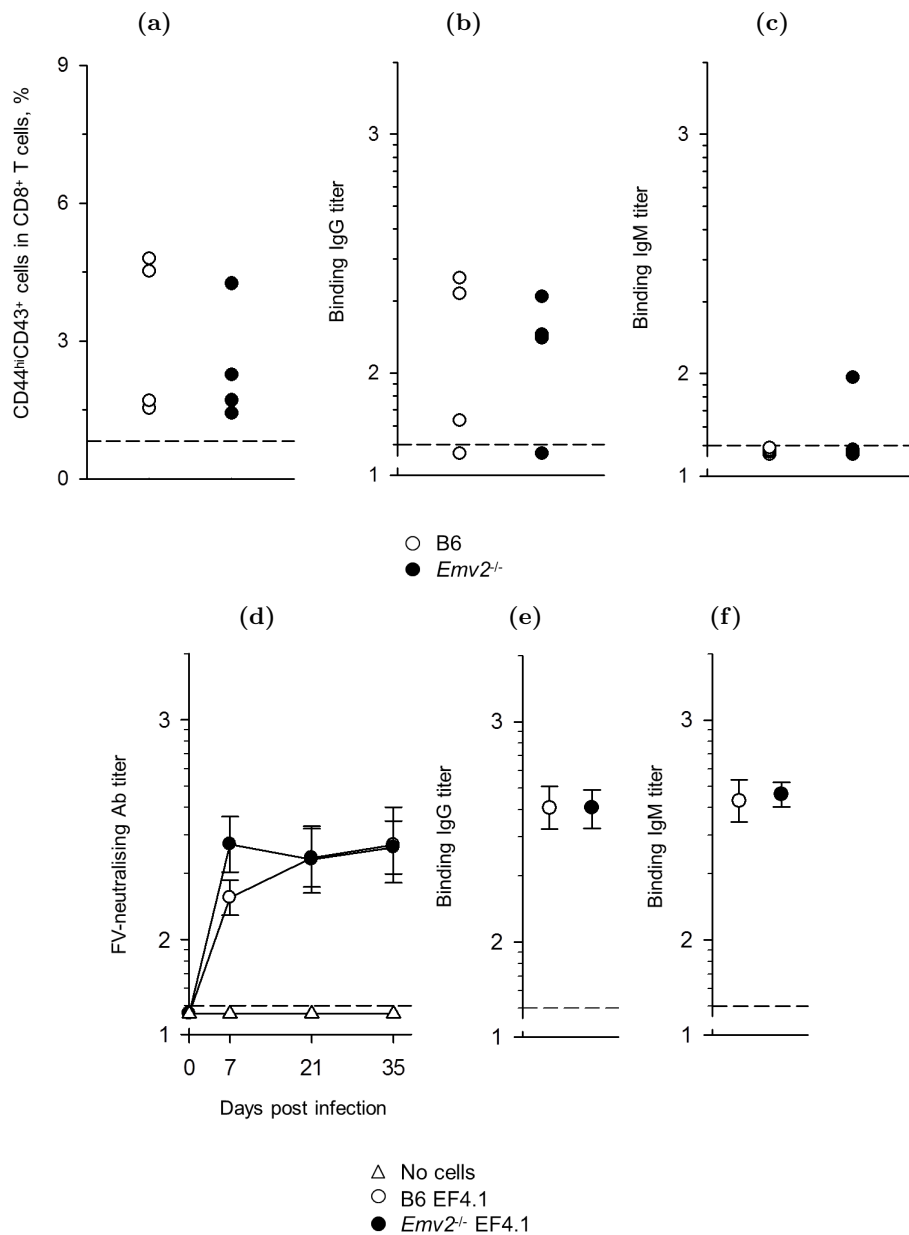 (a)
(b)
(c)
CD44hiCD43+ cells in CD8+ T cells, %
9
6
3
0
Binding IgG titer
3
2
1
Binding IgM titer
3
2
1
B6
Emv2-/-
(d)
(e)
(f)
FV-neutralising Ab titer
3
2
1
0 7 21 35
Days post infection
Binding IgG titer
3
2
1
Binding IgM titer
3
2
1
No cells
B6 EF4.1
Emv2-/- EF4.1